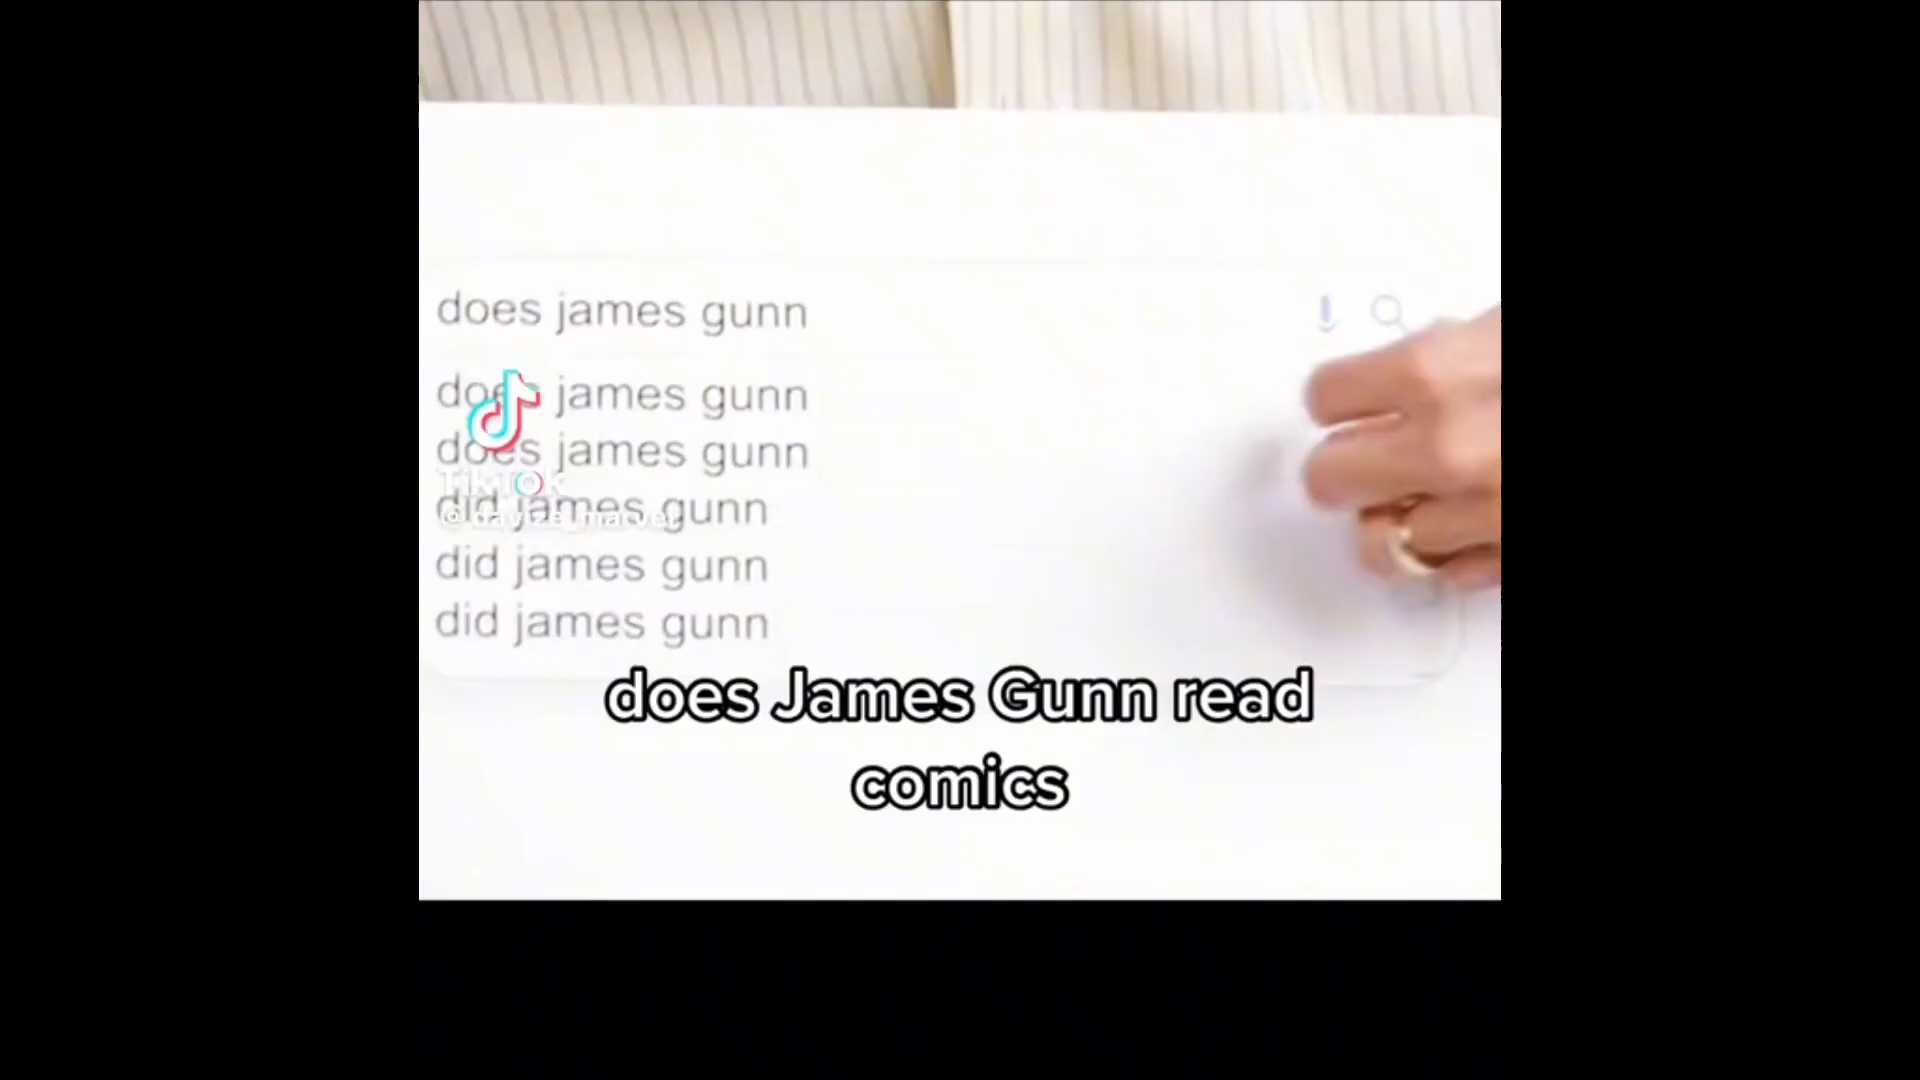 does james gunn
does james gunn
does james gunn
TikTok
did james gunn
did james gunn
did james gunn
does James Gunn read
comics